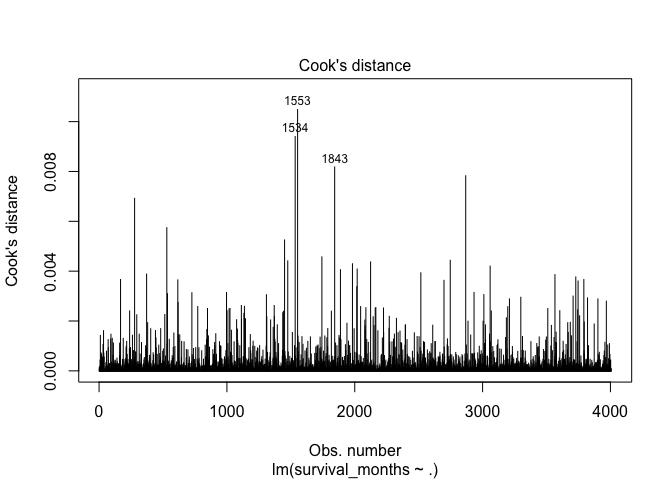 Cook's distance
1553
1534
1843
Cook's distance
0.008
0.004
0.000
0
1000
2000
3000
4000
Obs. number
lm(survival_months ~ .)